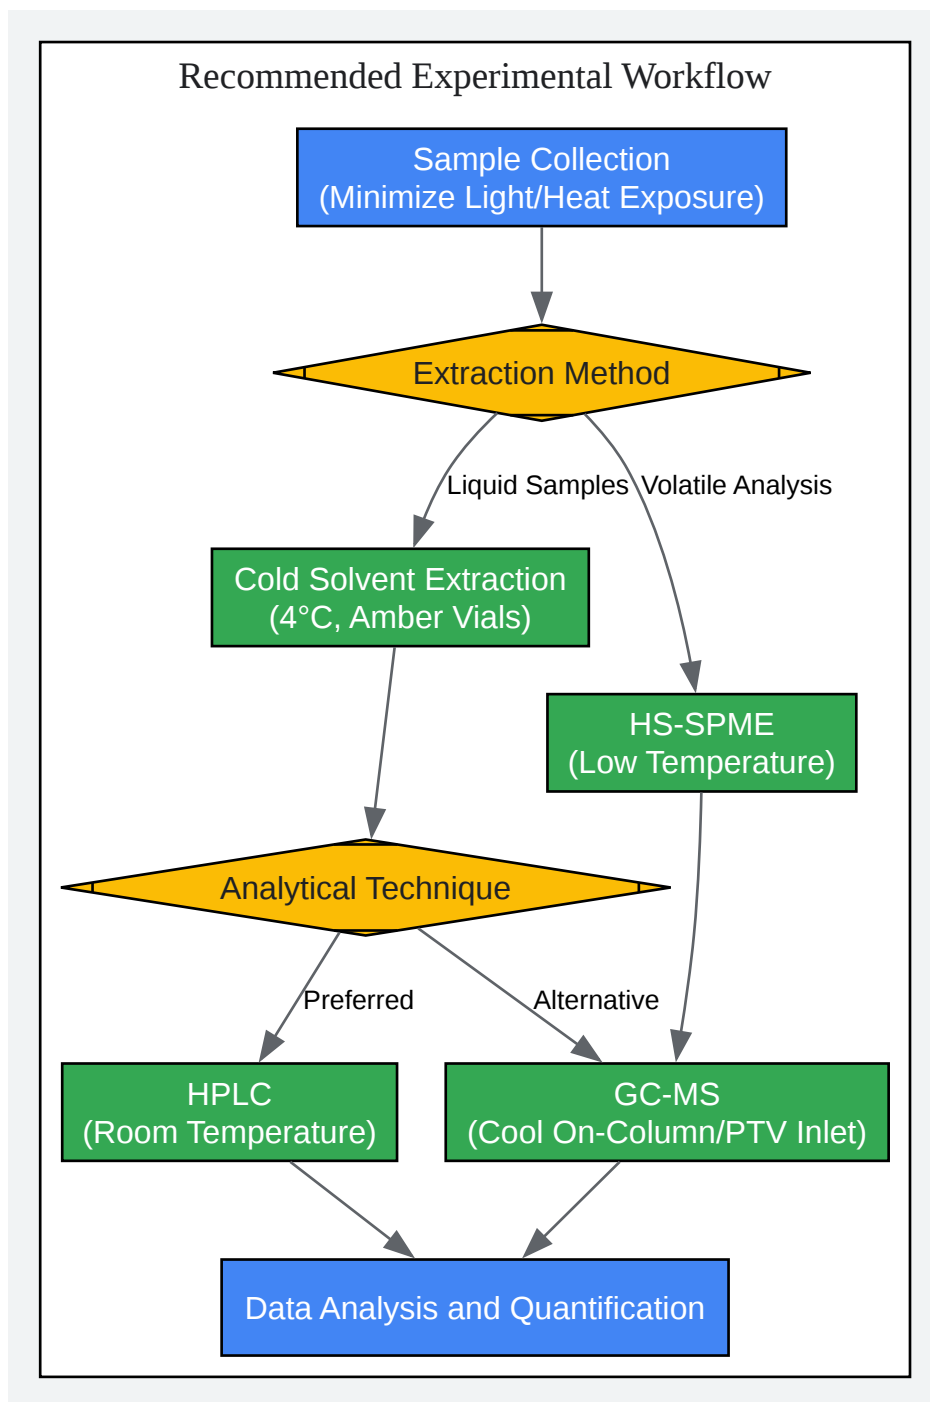 Recommended Experimental Workflow
Sample Collection
(Minimize Light/Heat Exposure)
Extraction Method
Liquid Samples
Volatile Analysis
Cold Solvent Extraction
(4°C, Amber Vials)
HS-SPME
(Low Temperature)
Analytical Technique
Preferred
Alternative
HPLC
(Room Temperature)
GC-MS
(Cool On-Column/PTV Inlet)
Data Analysis and Quantification